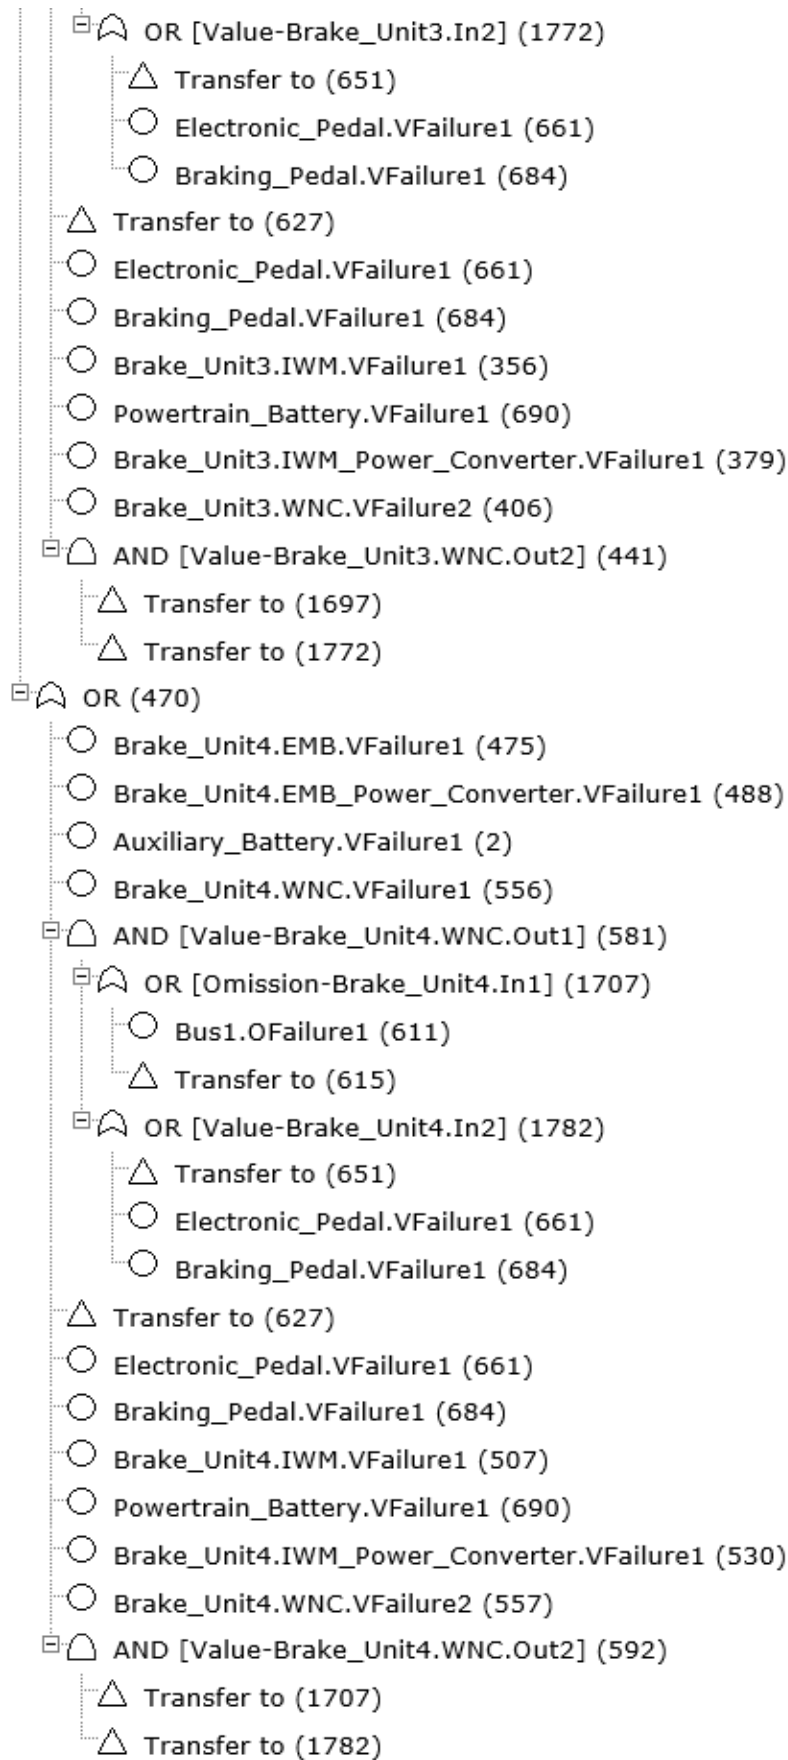 OR [Value-Brake_Unit3.In2] (1772)
Transfer to (651)
Electronic_Pedal.VFailure1 (661)
Braking_Pedal.VFailure1 (684)
Transfer to (627)
Electronic_Pedal.VFailure1 (661)
Braking_Pedal.VFailure1 (684)
Brake_Unit3.IWM.VFailure1 (356)
Powertrain_Battery.VFailure1 (690)
Brake_Unit3.IWM_Power_Converter.VFailure1 (379)
Brake_Unit3.WNC.VFailure2 (406)
AND [Value-Brake_Unit3.WNC.Out2] (441)
Transfer to (1697)
Transfer to (1772)
OR (470)
Brake_Unit4.EMB.VFailure1 (475)
Brake_Unit4.EMB_Power_Converter.VFailure1 (488)
Auxiliary_Battery.VFailure1 (2)
Brake_Unit4.WNC.VFailure1 (556)
AND [Value-Brake_Unit4.WNC.Out1] (581)
OR [Omission-Brake_Unit4.In1] (1707)
Bus1.OFailure1 (611)
Transfer to (615)
OR [Value-Brake_Unit4.In2] (1782)
Transfer to (651)
Electronic_Pedal.VFailure1 (661)
Braking_Pedal.VFailure1 (684)
Transfer to (627)
Electronic_Pedal.VFailure1 (661)
Braking_Pedal.VFailure1 (684)
Brake_Unit4.IWM.VFailure1 (507)
Powertrain_Battery.VFailure1 (690)
Brake_Unit4.IWM_Power_Converter.VFailure1 (530)
Brake_Unit4.WNC.VFailure2 (557)
AND [Value-Brake_Unit4.WNC.Out2] (592)
Transfer to (1707)
Transfer to (1782)